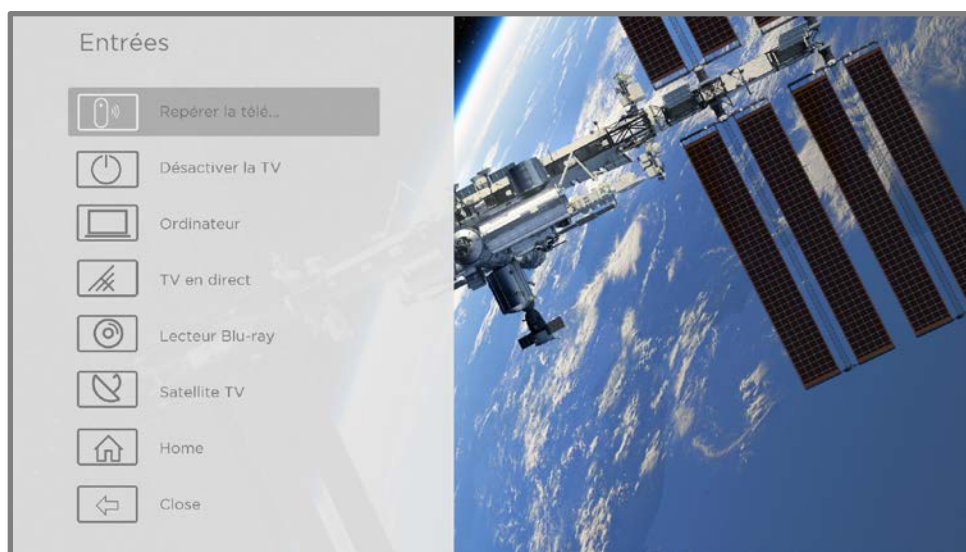 Entrées
Repérer la télé...
Désactiver la TV
Ordinateur
TV en direct
Lecteur Blu-ray
Satellite TV
Home
Close